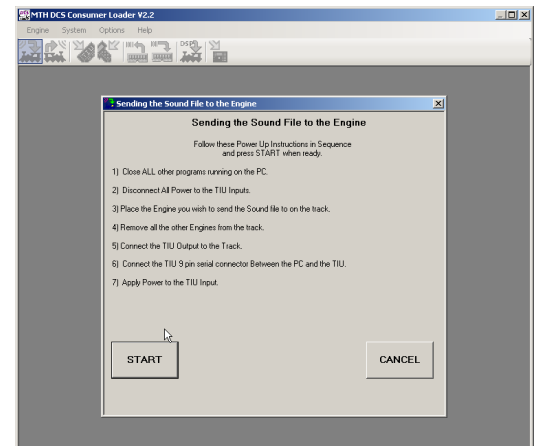 MTH DCS Consumer Loader V2.2
Engine System Options Help
DSP
Sending the Sound File to the Engine
Sending the Sound File to the Engine
Follow these Power Up Instructions in Sequence
and press START when ready.
1) Close ALL other programs running on the PC.
2) Disconnect All Power to the TIU Inputs.
3) Place the Engine you wish to send the Sound file to on the track.
4) Remove all the other Engines from the track.
5) Connect the TIU Output to the Track.
6) Connect the TIU 9 pin serial connector Between the PC and the TIU.
7) Apply Power to the TIU Input.
START CANCEL